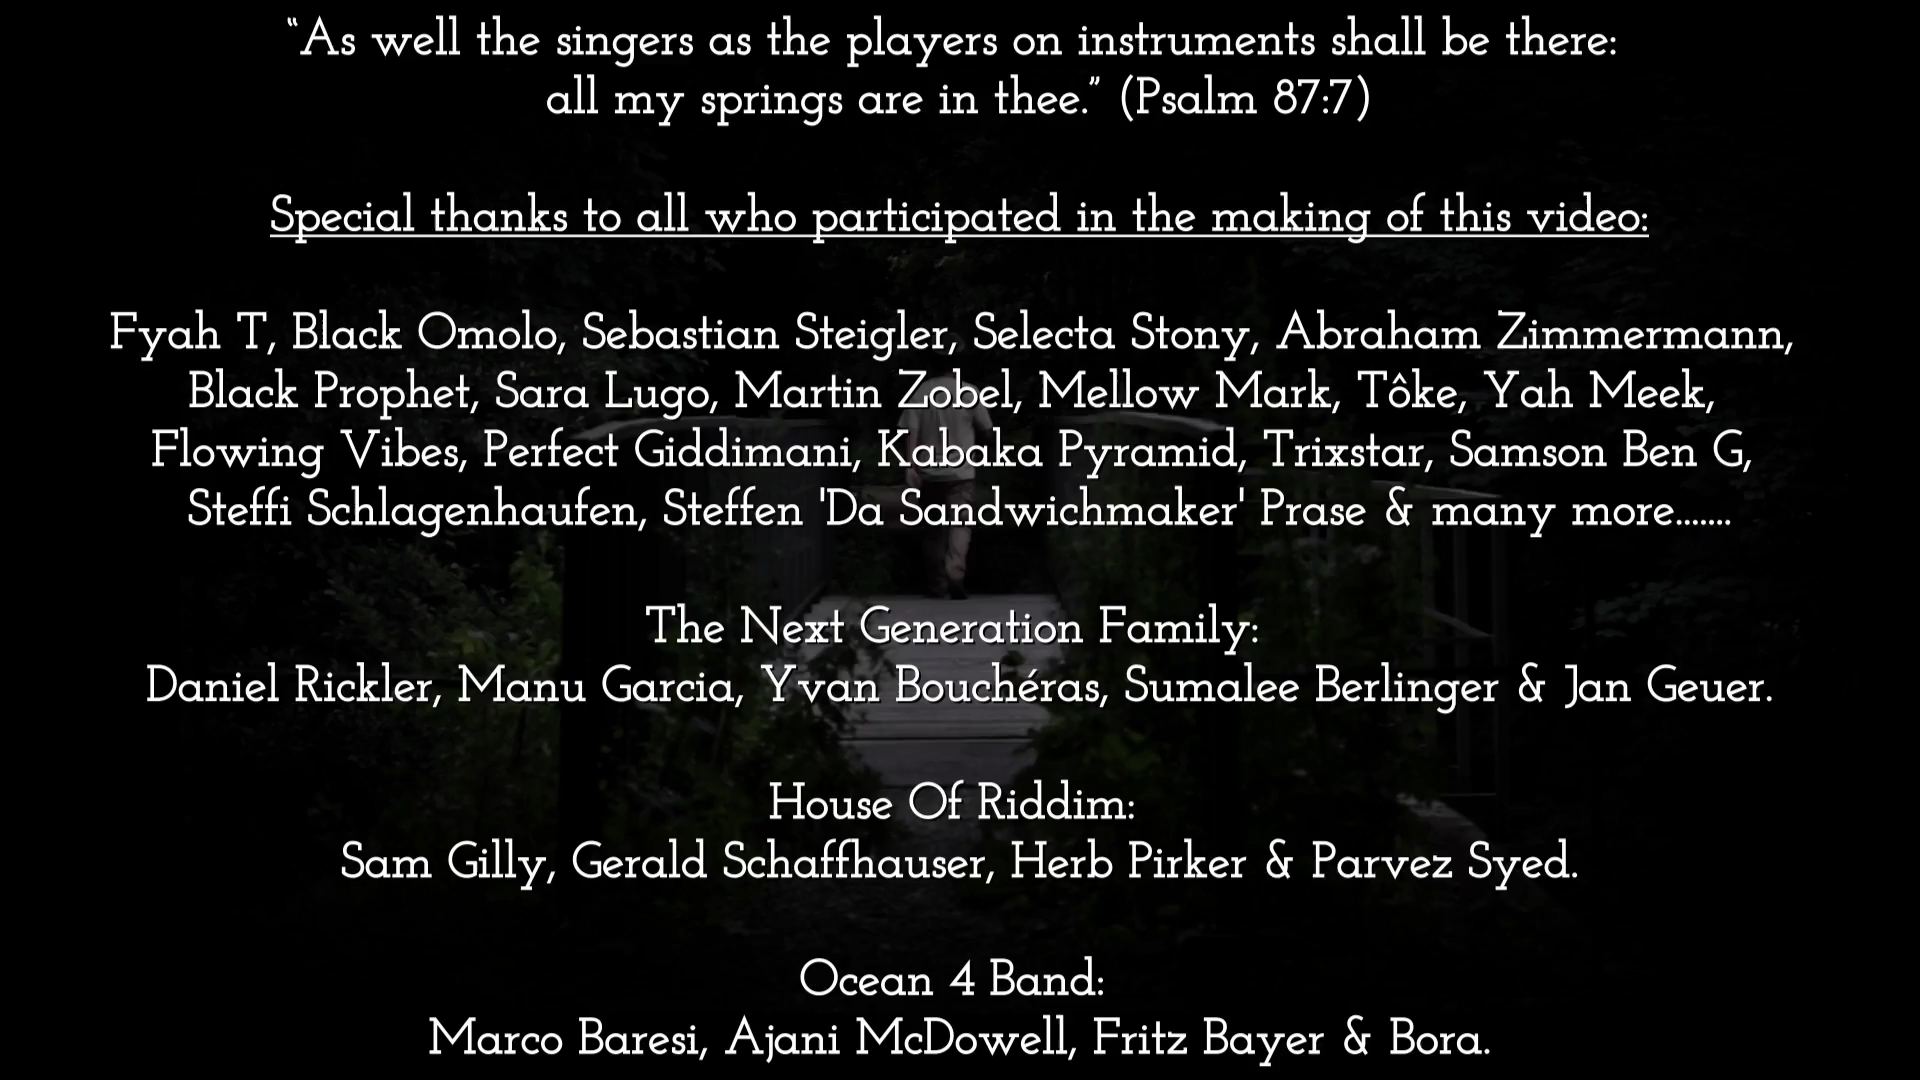 “As well the singers as the players on instruments shall be there:
all my springs are in thee.” (Psalm 87:7)
Special thanks to all who participated in the making of this video:
Fyah T, Black Omolo, Sebastian Steigler, Selecta Stony, Abraham Zimmermann,
Black Prophet, Sara Lugo, Martin Zobel, Mellow Mark, Tôke, Yah Meek,
Flowing Vibes, Perfect Giddimani, Kabaka Pyramid, Trixstar, Samson Ben G,
Steffi Schlagenhaufen, Steffen 'Da Sandwichmaker' Prase & many more.......
The Next Generation Family:
Daniel Rickler, Manu Garcia, Yvan Bouchéras, Sumalee Berlinger & Jan Geuer.
House Of Riddim:
Sam Gilly, Gerald Schaffhauser, Herb Pirker & Parvez Syed.
Ocean 4 Band:
Marco Baresi, Ajani McDowell, Fritz Bayer & Bora.